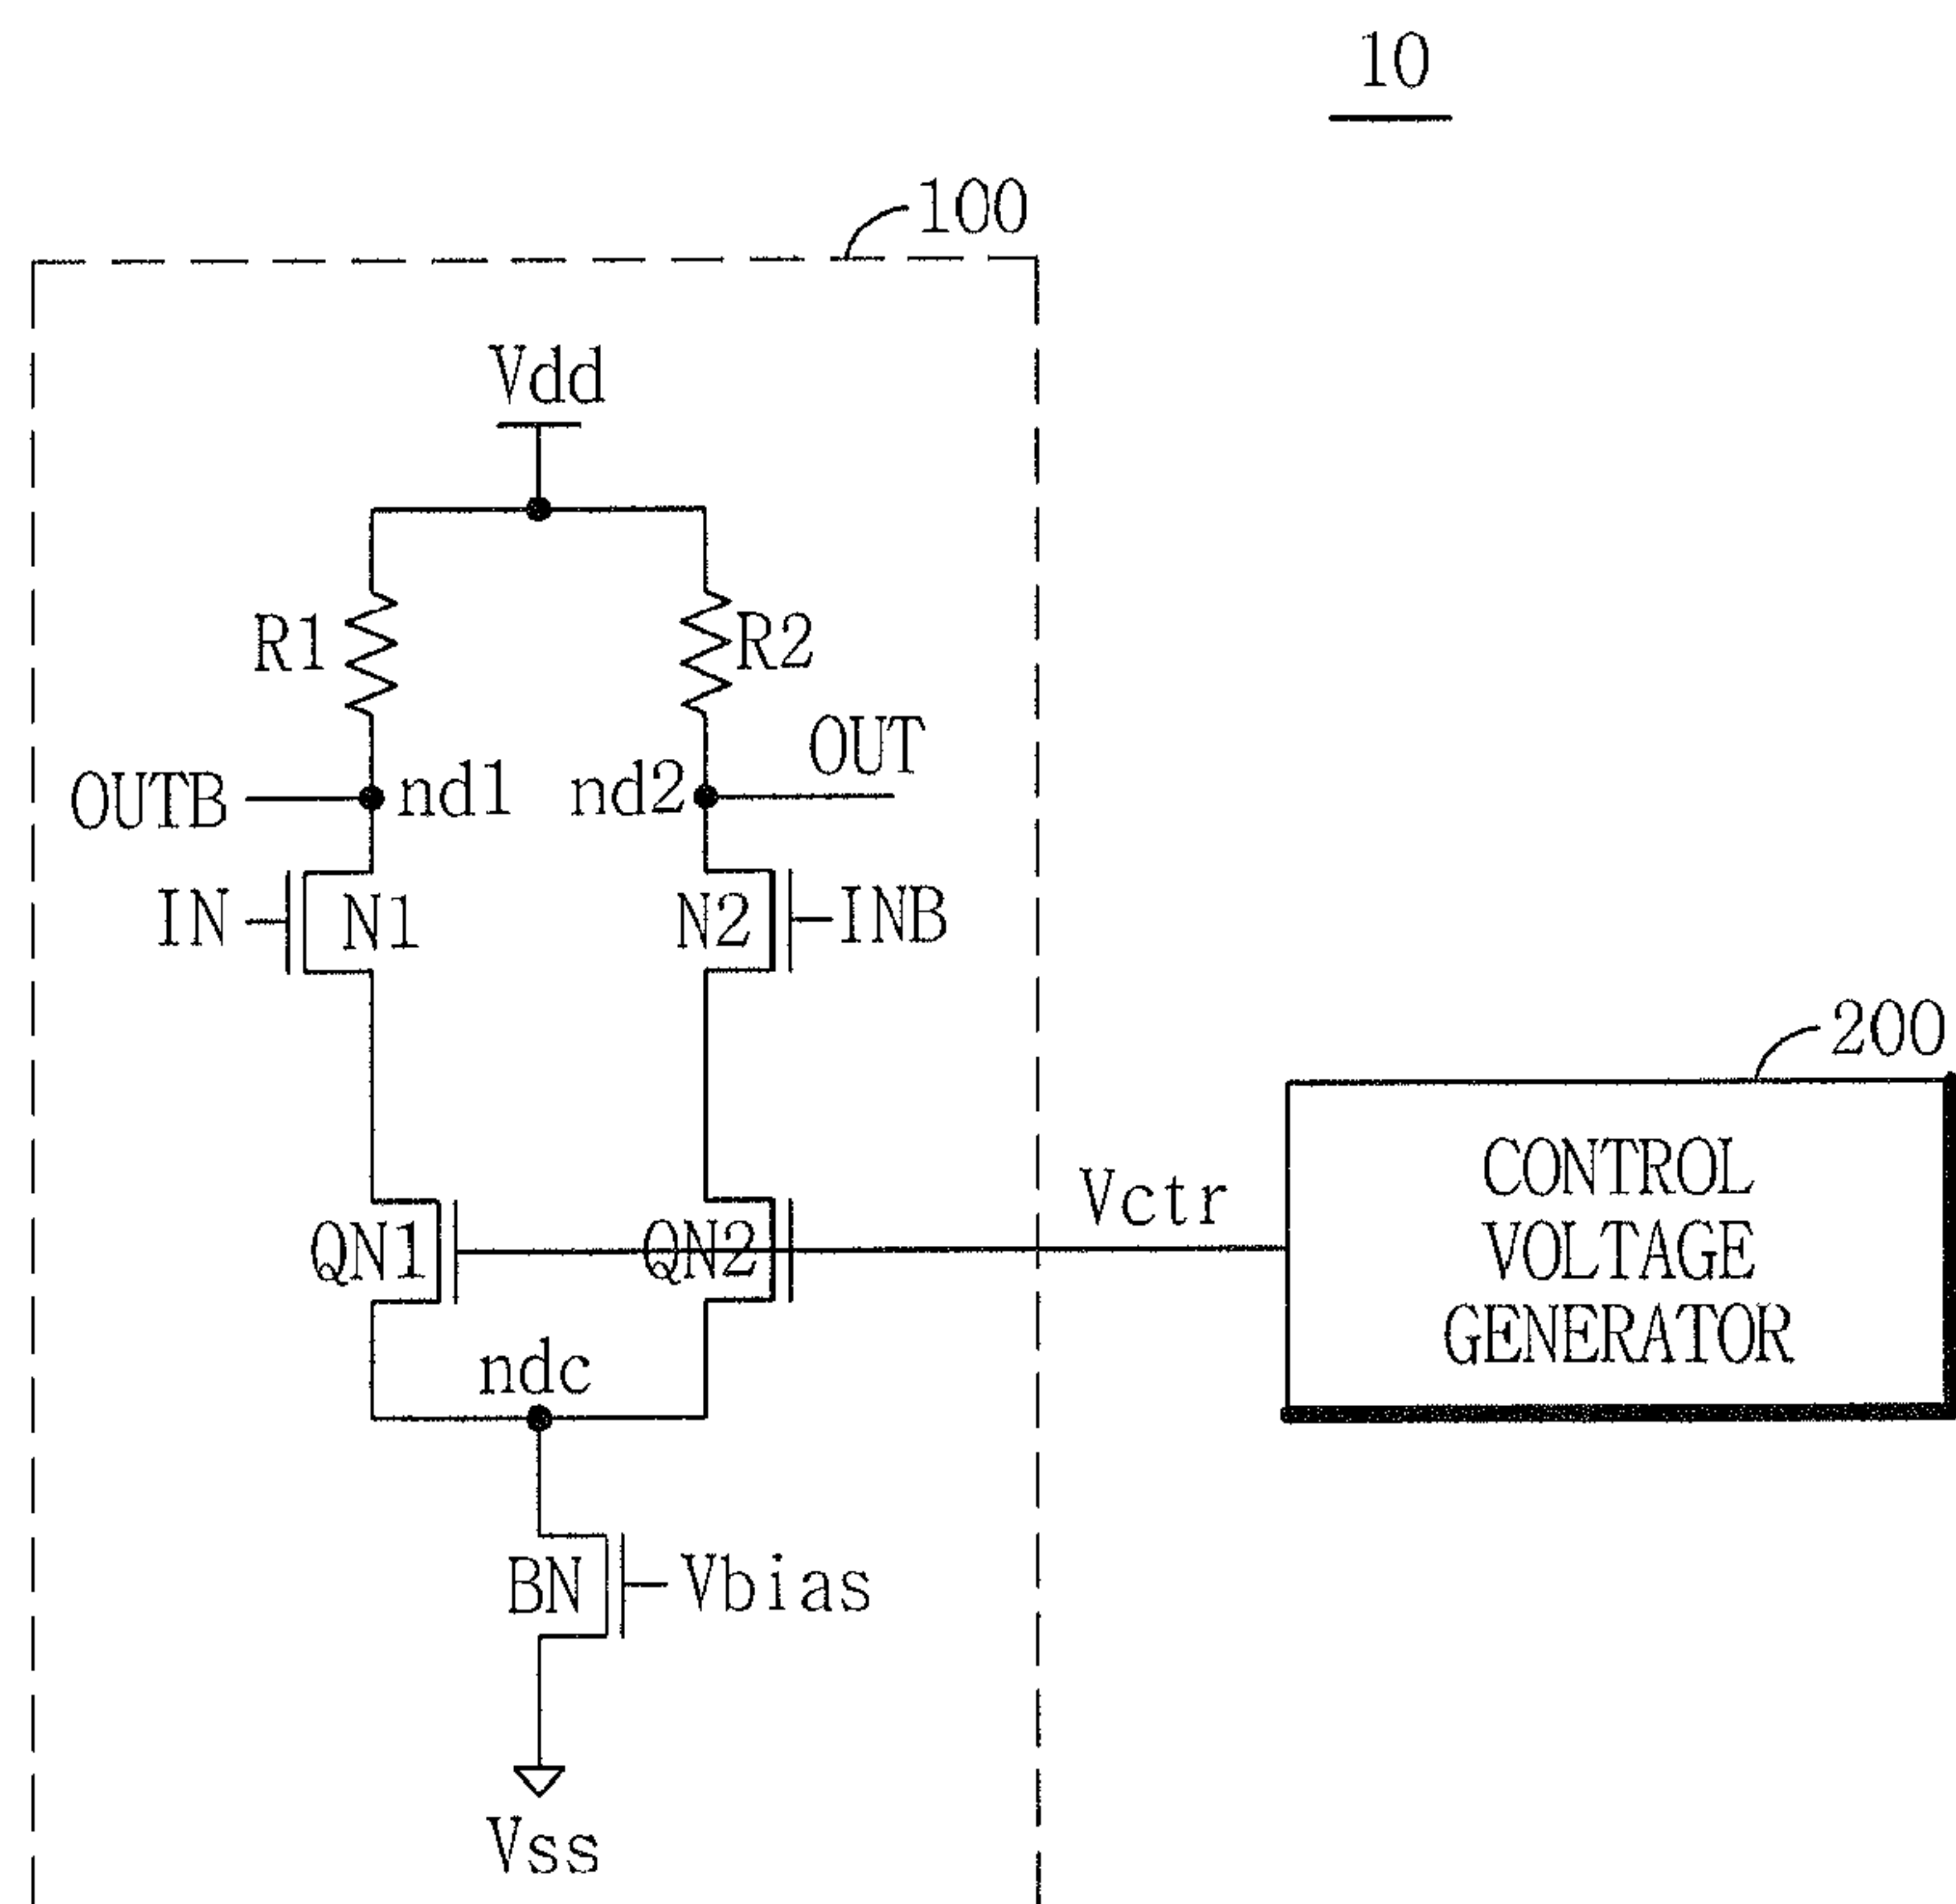 10
100
Vdd
R1
R2
OUT
OUTB
nd1
nd2
IN
N1
N2
INB
200
CONTROL
VOLTAGE
GENERATOR
Vctr
QN1
QN2
ndc
BN
Vbias
Vss